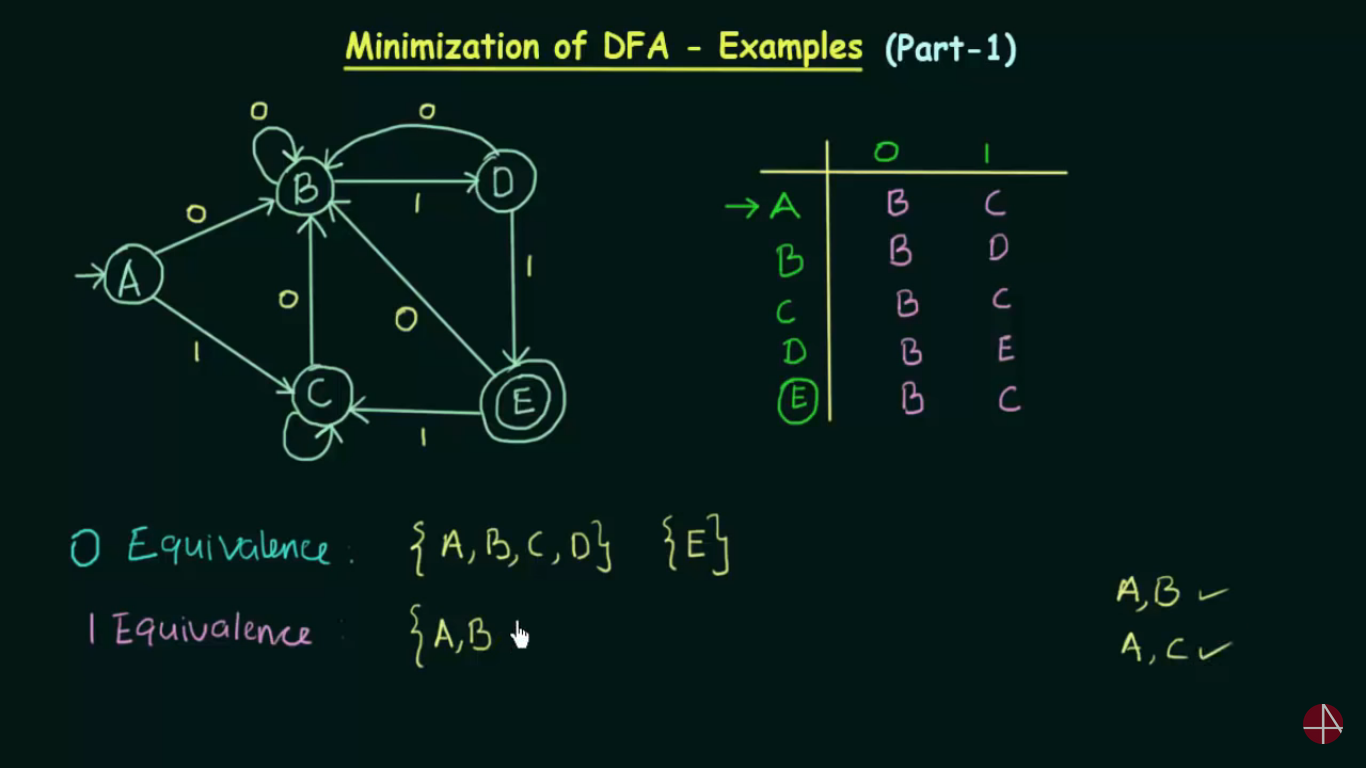 Minimization of DFA - Examples (Part-1)
0 0
B D
0 1
A
0 0 1
1
C E
1
0 1
→ A B C
B B D
C B C
D B E
E B C
0 Equivalence : {A, B, C, D} {E}
1 Equivalence : {A, B
A, B ✓
A, C ✓